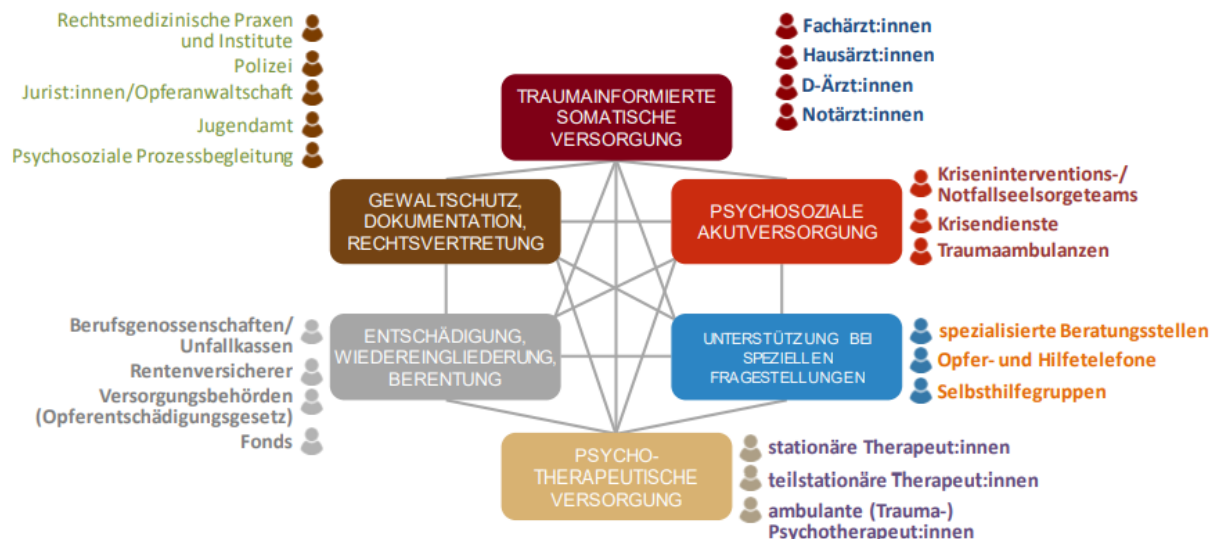 Rechtsmedizinische Praxen
und Institute
Polizei
Jurist:innen/Opferanwaltschaft
Jugendamt
Psychosoziale Prozessbegleitung
Fachärzt:innen
Hausärzt:innen
D-Ärzt:innen
Notärzt:innen
TRAUMAINFORMIERTE
SOMATISCHE
VERSORGUNG
GEWALTSCHUTZ,
DOKUMENTATION,
RECHTSVERTRETUNG
PSYCHOSOZIALE
AKUTVERSORGUNG
Kriseninterventions-/
Notfallseelsorgeteams
Krisendienste
Traumaambulanzen
Berufsgenossenschaften/
Unfallkassen
Rentenversicherer
Versorgungsbehörden
(Opferentschädigungsgesetz)
Fonds
ENTSCHÄDIGUNG,
WIEDEREINGLIEDERUNG,
BERENTUNG
UNTERSTÜTZUNG BEI
SPEZIELLEN
FRAGESTELLUNGEN
spezialisierte Beratungsstellen
Opfer- und Hilfetelefone
Selbsthilfegruppen
PSYCHO-
THERAPEUTISCHE
VERSORGUNG
stationäre Therapeut:innen
teilstationäre Therapeut:innen
ambulante (Trauma-)
Psychotherapeut:innen